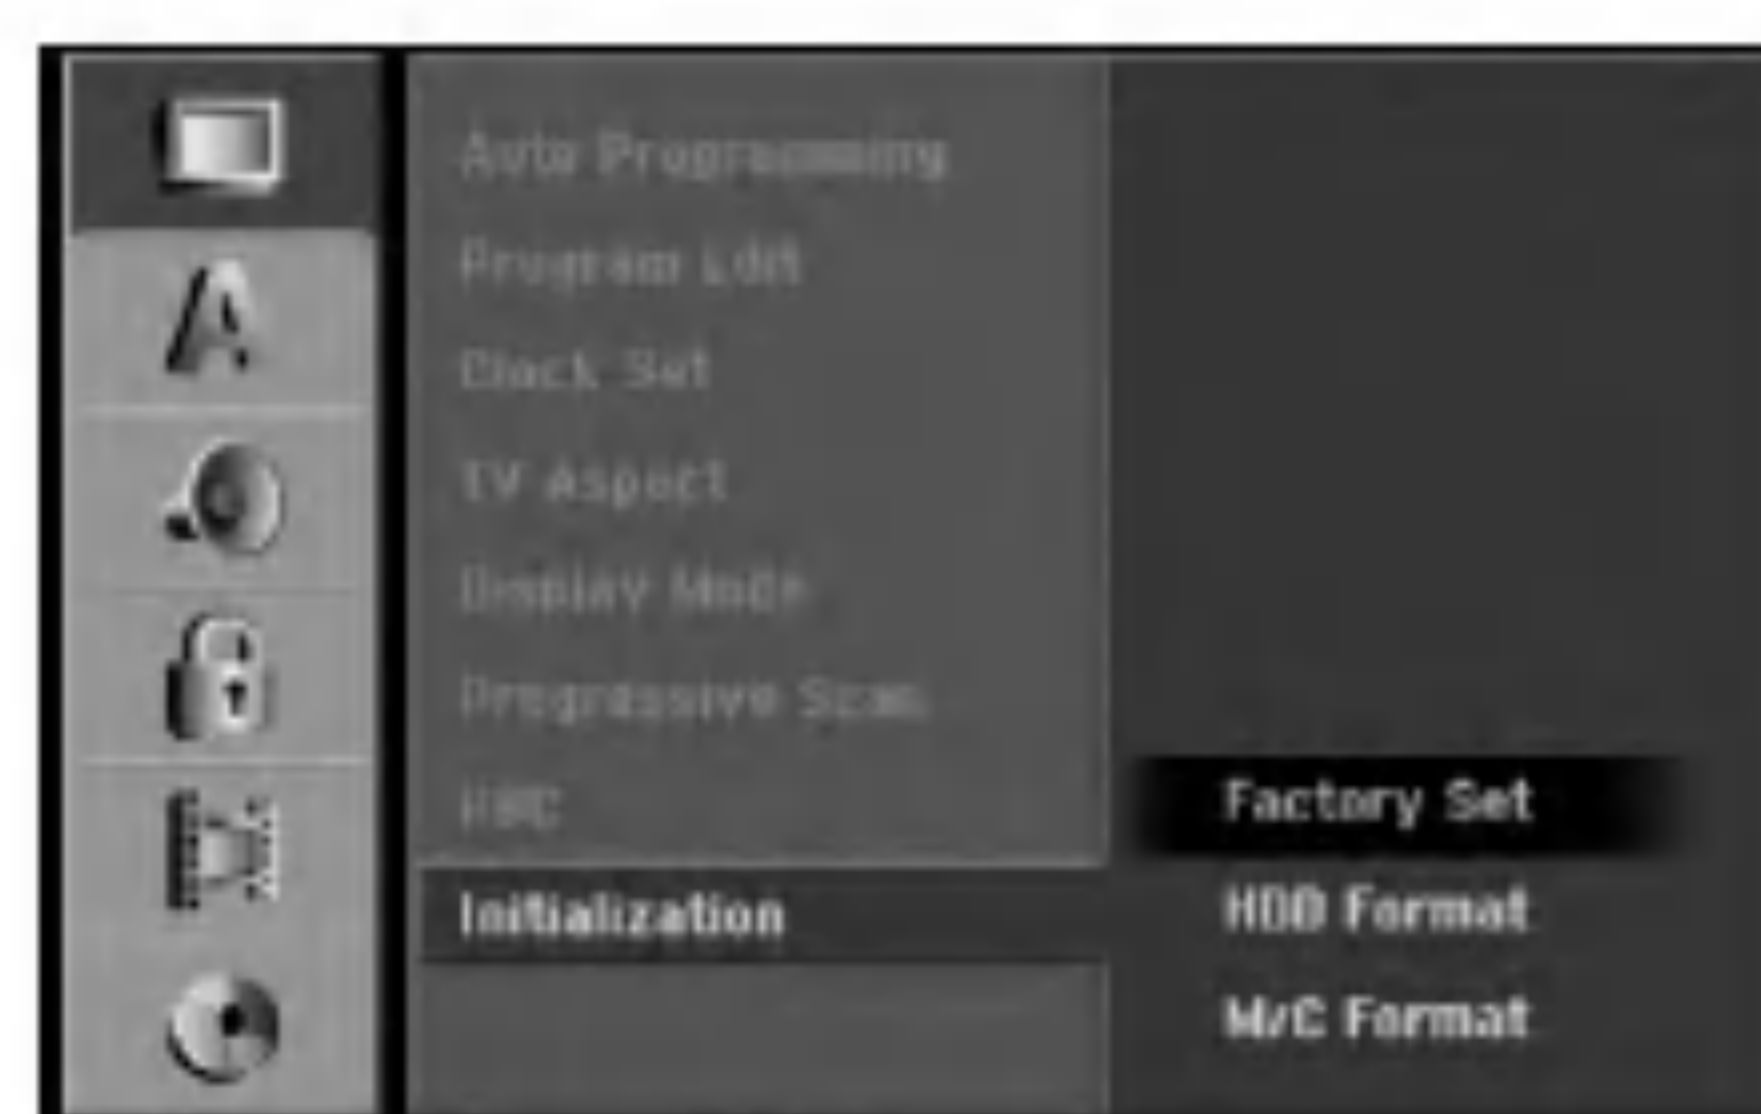 Auto Programming
Program Edit
Clock Set
TV Aspect
Display Mode
Progressive Scan
Initialization
Factory Set
HDD Format
M/C Format